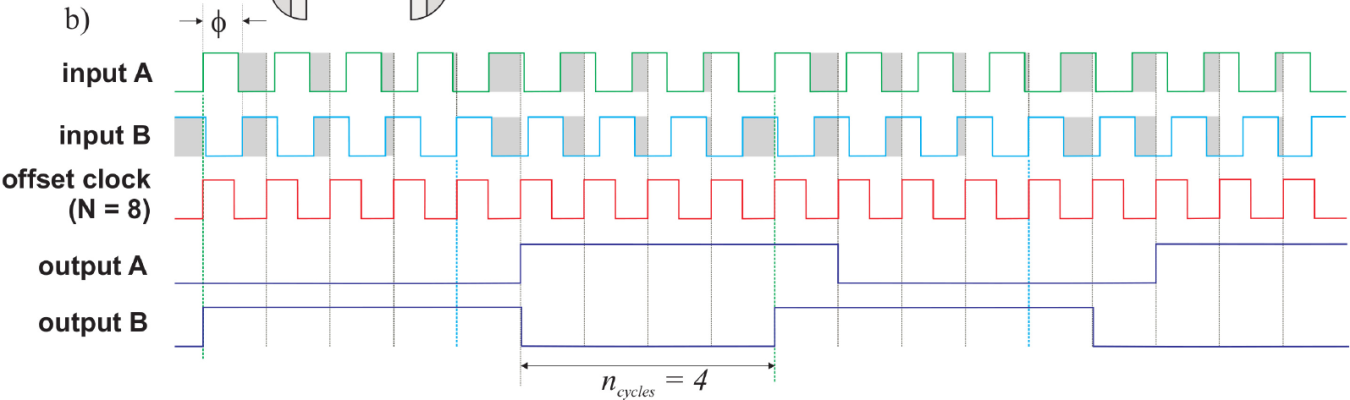 b)
ϕ
input A
input B
offset clock
(N = 8)
output A
output B
n_cycles = 4